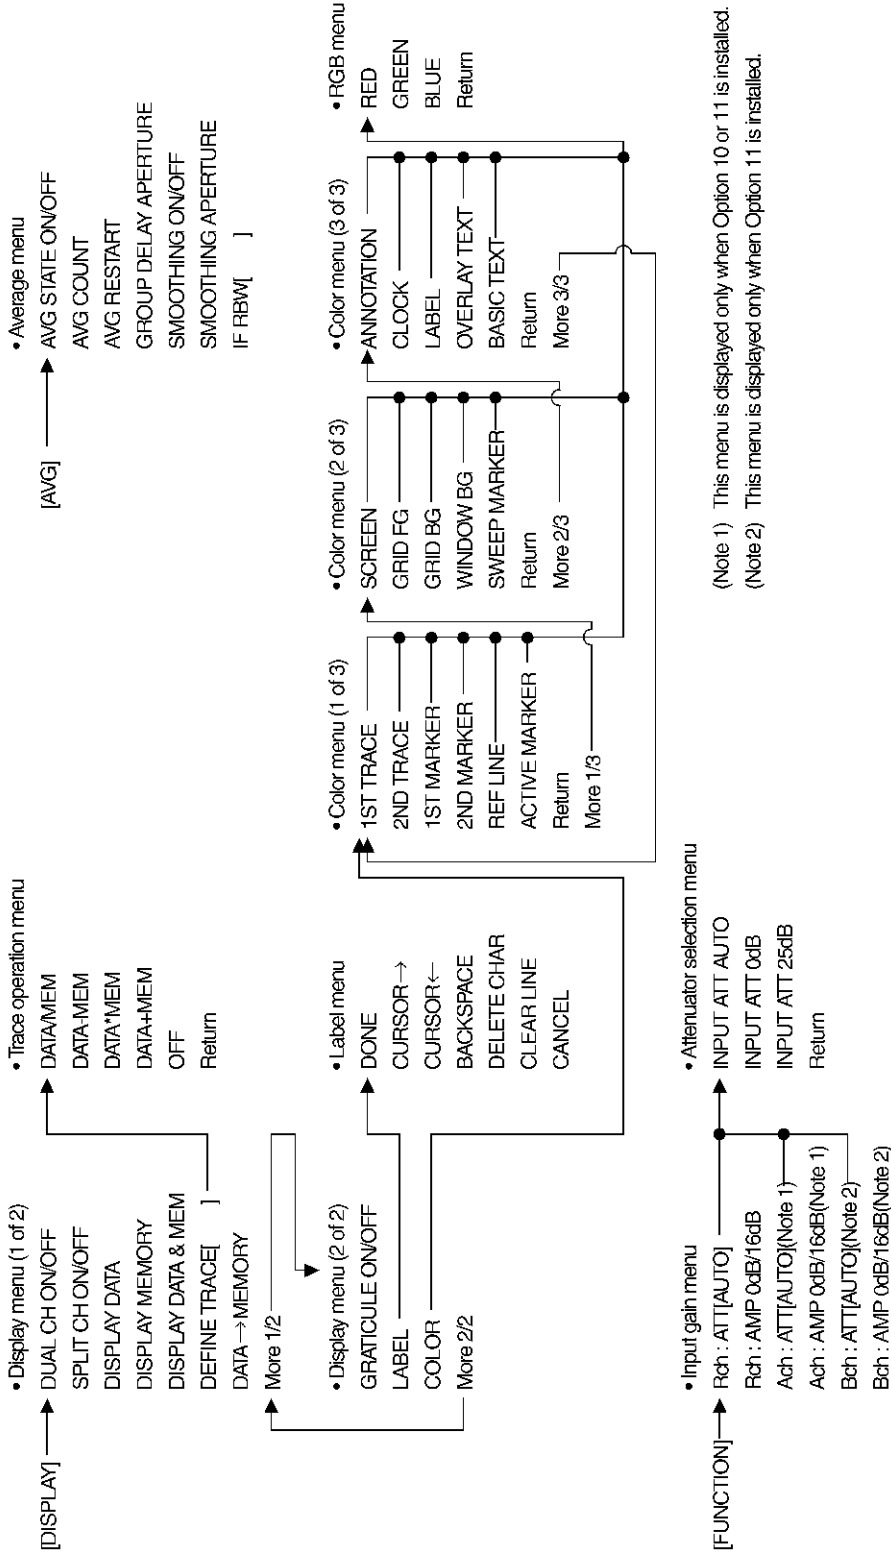 [DISPLAY]
• Display menu (1 of 2)
DUAL CH ON/OFF
SPLIT CH ON/OFF
DISPLAY DATA
DISPLAY MEMORY
DISPLAY DATA & MEM
DEFINE TRACE[ ]
DATA→MEMORY
More 1/2
• Trace operation menu
DATA/MEM
DATA-MEM
DATA*MEM
DATA+MEM
OFF
Return
[AVG]
• Average menu
AVG STATE ON/OFF
AVG COUNT
AVG RESTART
GROUP DELAY APERTURE
SMOOTHING ON/OFF
SMOOTHING APERTURE
IF RBW[ ]
• Display menu (2 of 2)
GRATICULE ON/OFF
LABEL
COLOR
More 2/2
• Label menu
DONE
CURSOR→
CURSOR←
BACKSPACE
DELETE CHAR
CLEAR LINE
CANCEL
• Color menu (1 of 3)
1ST TRACE
2ND TRACE
1ST MARKER
2ND MARKER
REF LINE
ACTIVE MARKER
Return
More 1/3
• Color menu (2 of 3)
SCREEN
GRID FG
GRID BG
WINDOW BG
SWEEP MARKER
Return
More 2/3
• Color menu (3 of 3)
ANNOTATION
CLOCK
LABEL
OVERLAY TEXT
BASIC TEXT
Return
More 3/3
• RGB menu
RED
GREEN
BLUE
Return
[FUNCTION]
• Input gain menu
Rch : ATT[AUTO]
Rch : AMP 0dB/16dB
Ach : ATT[AUTO](Note 1)
Ach : AMP 0dB/16dB(Note 1)
Bch : ATT[AUTO](Note 2)
Bch : AMP 0dB/16dB(Note 2)
• Attenuator selection menu
INPUT ATT AUTO
INPUT ATT 0dB
INPUT ATT 25dB
Return
(Note 1) This menu is displayed only when Option 10 or 11 is installed.
(Note 2) This menu is displayed only when Option 11 is installed.